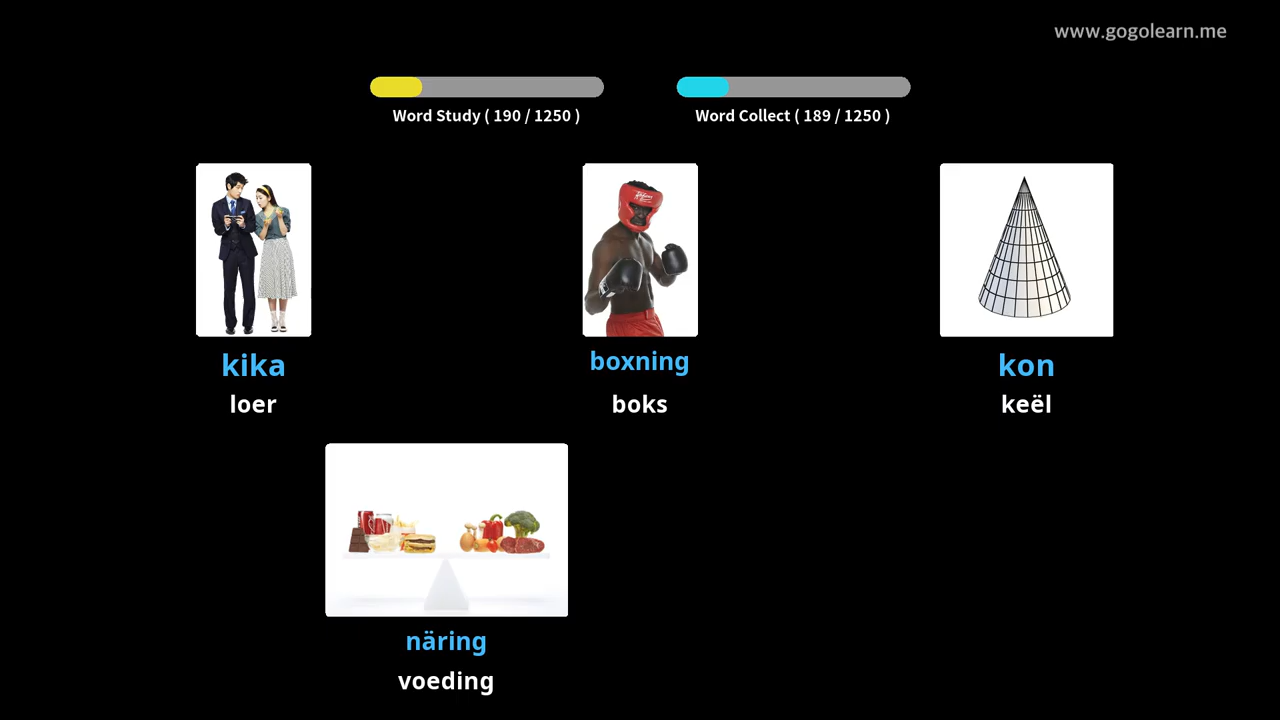 www.gogolearn.me
Word Study ( 190 / 1250 )
Word Collect ( 189 / 1250 )
kika
boxning
kon
loer
boks
keël
näring
voeding